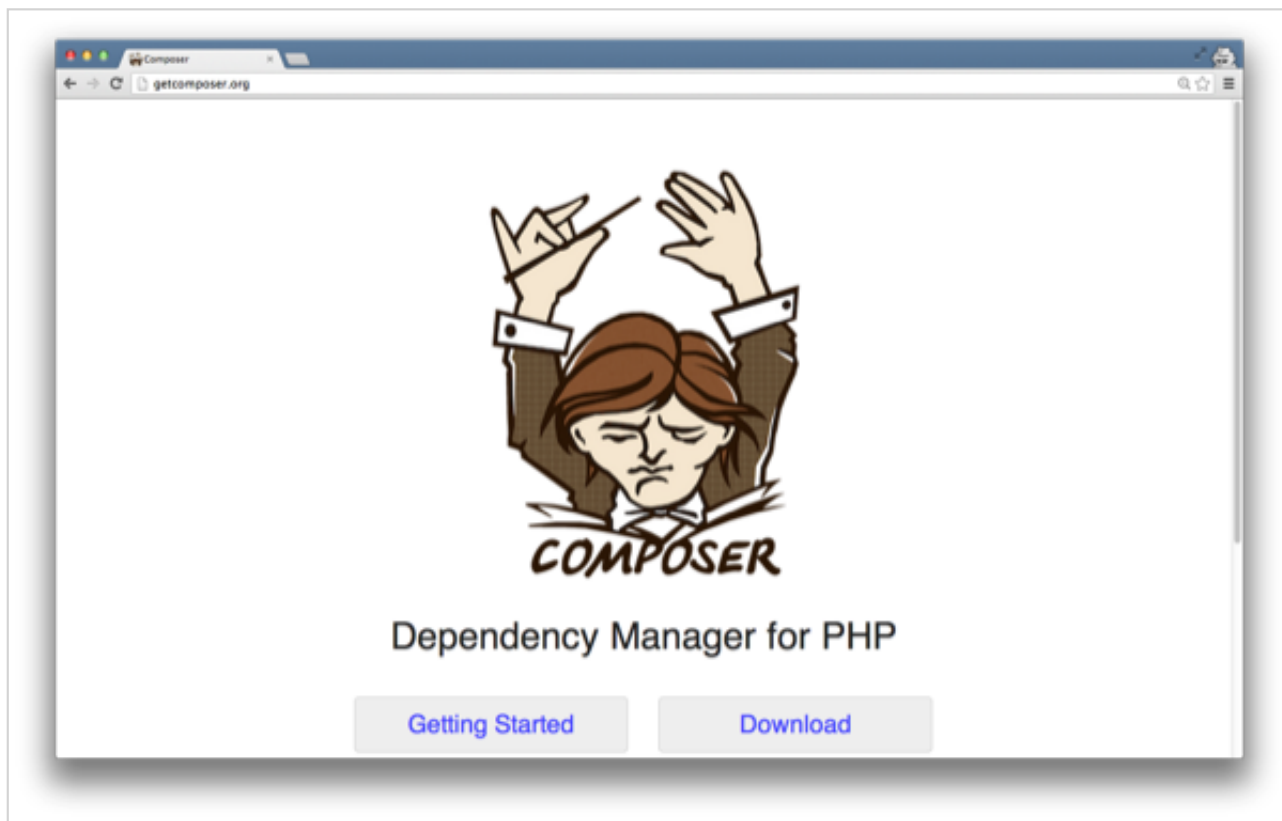 Composer
getcomposer.org
COMPOSER
Dependency Manager for PHP
Getting Started
Download